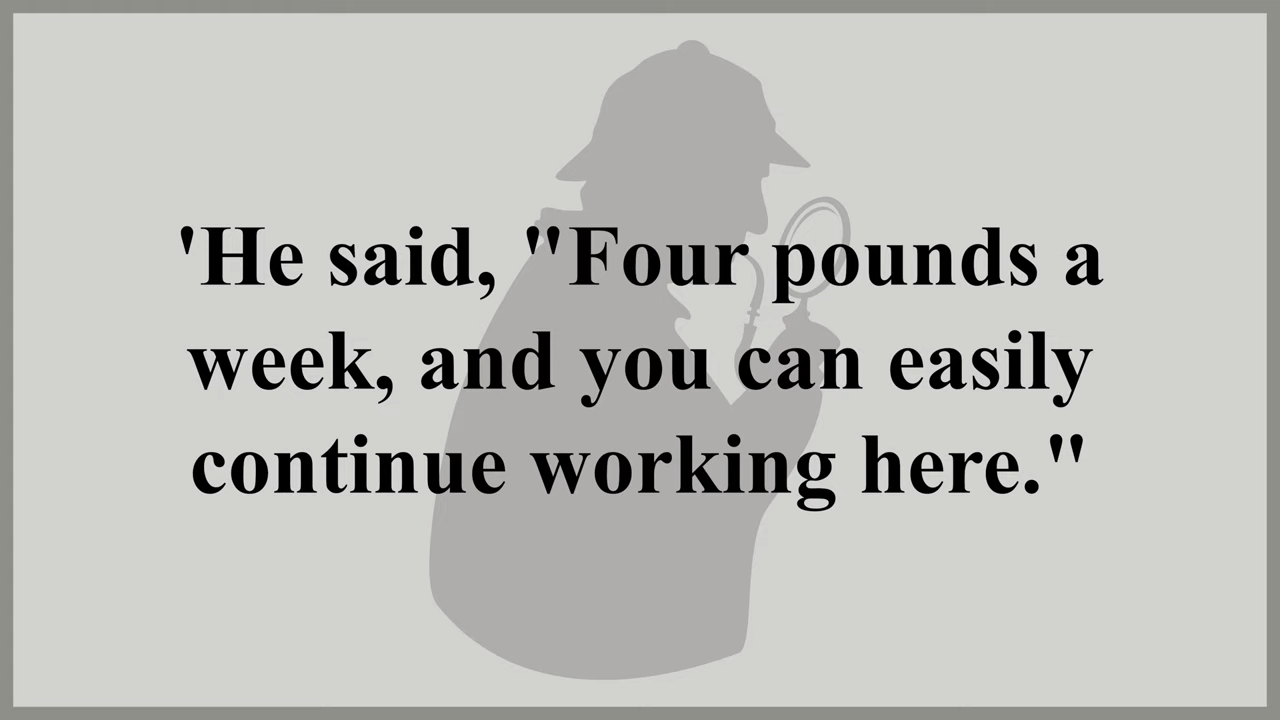 'He said, "Four pounds a
week, and you can easily
continue working here."